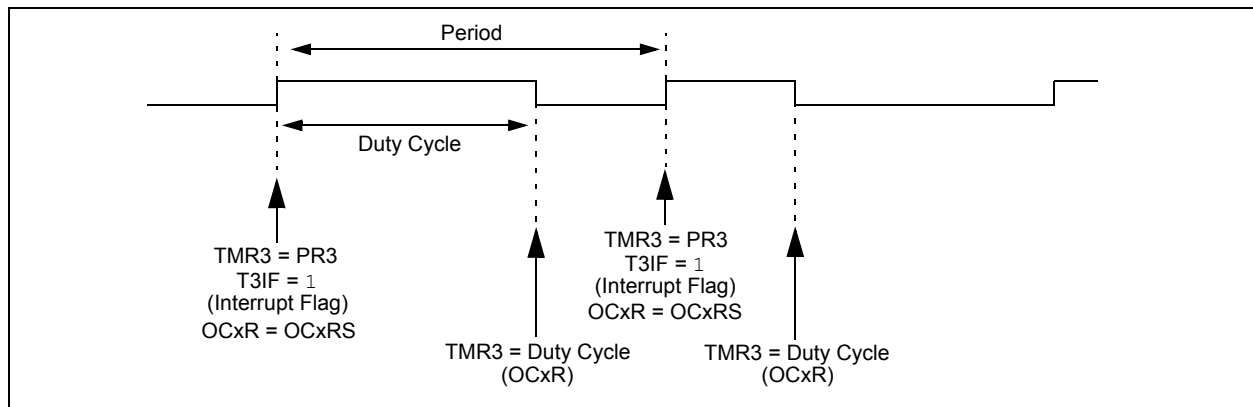 Period
Duty Cycle
TMR3 = PR3
T3IF = 1
(Interrupt Flag)
OCxR = OCxRS
TMR3 = Duty Cycle
(OCxR)
TMR3 = PR3
T3IF = 1
(Interrupt Flag)
OCxR = OCxRS
TMR3 = Duty Cycle
(OCxR)